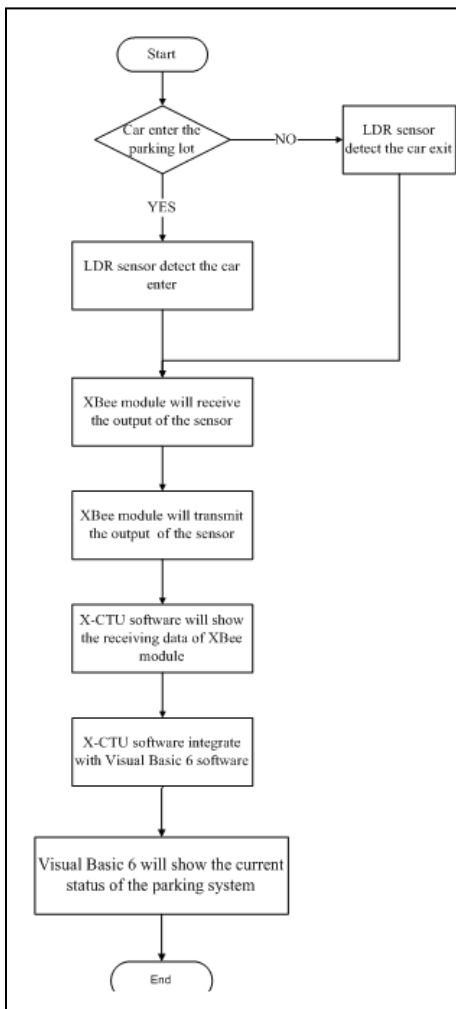 Start
Car enter the
parking lot
NO
LDR sensor
detect the car exit
YES
LDR sensor detect the car
enter
XBee module will receive
the output of the sensor
XBee module will transmit
the output of the sensor
X-CTU software will show
the receiving data of XBee
module
X-CTU software integrate
with Visual Basic 6 software
Visual Basic 6 will show the current
status of the parking system
End